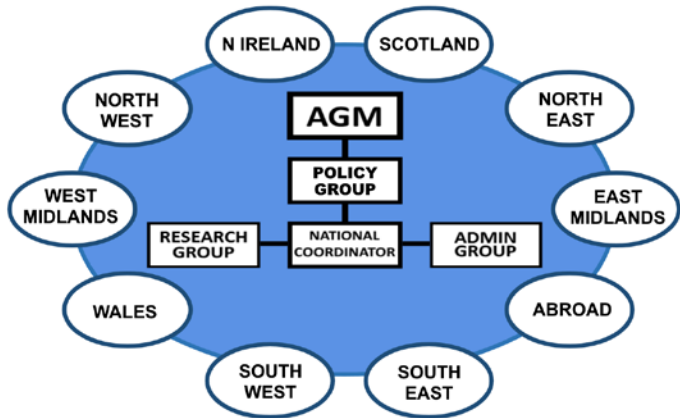 N IRELAND
SCOTLAND
NORTH
WEST
NORTH
EAST
AGM
POLICY
GROUP
WEST
MIDLANDS
EAST
MIDLANDS
RESEARCH
GROUP
NATIONAL
COORDINATOR
ADMIN
GROUP
WALES
ABROAD
SOUTH
WEST
SOUTH
EAST